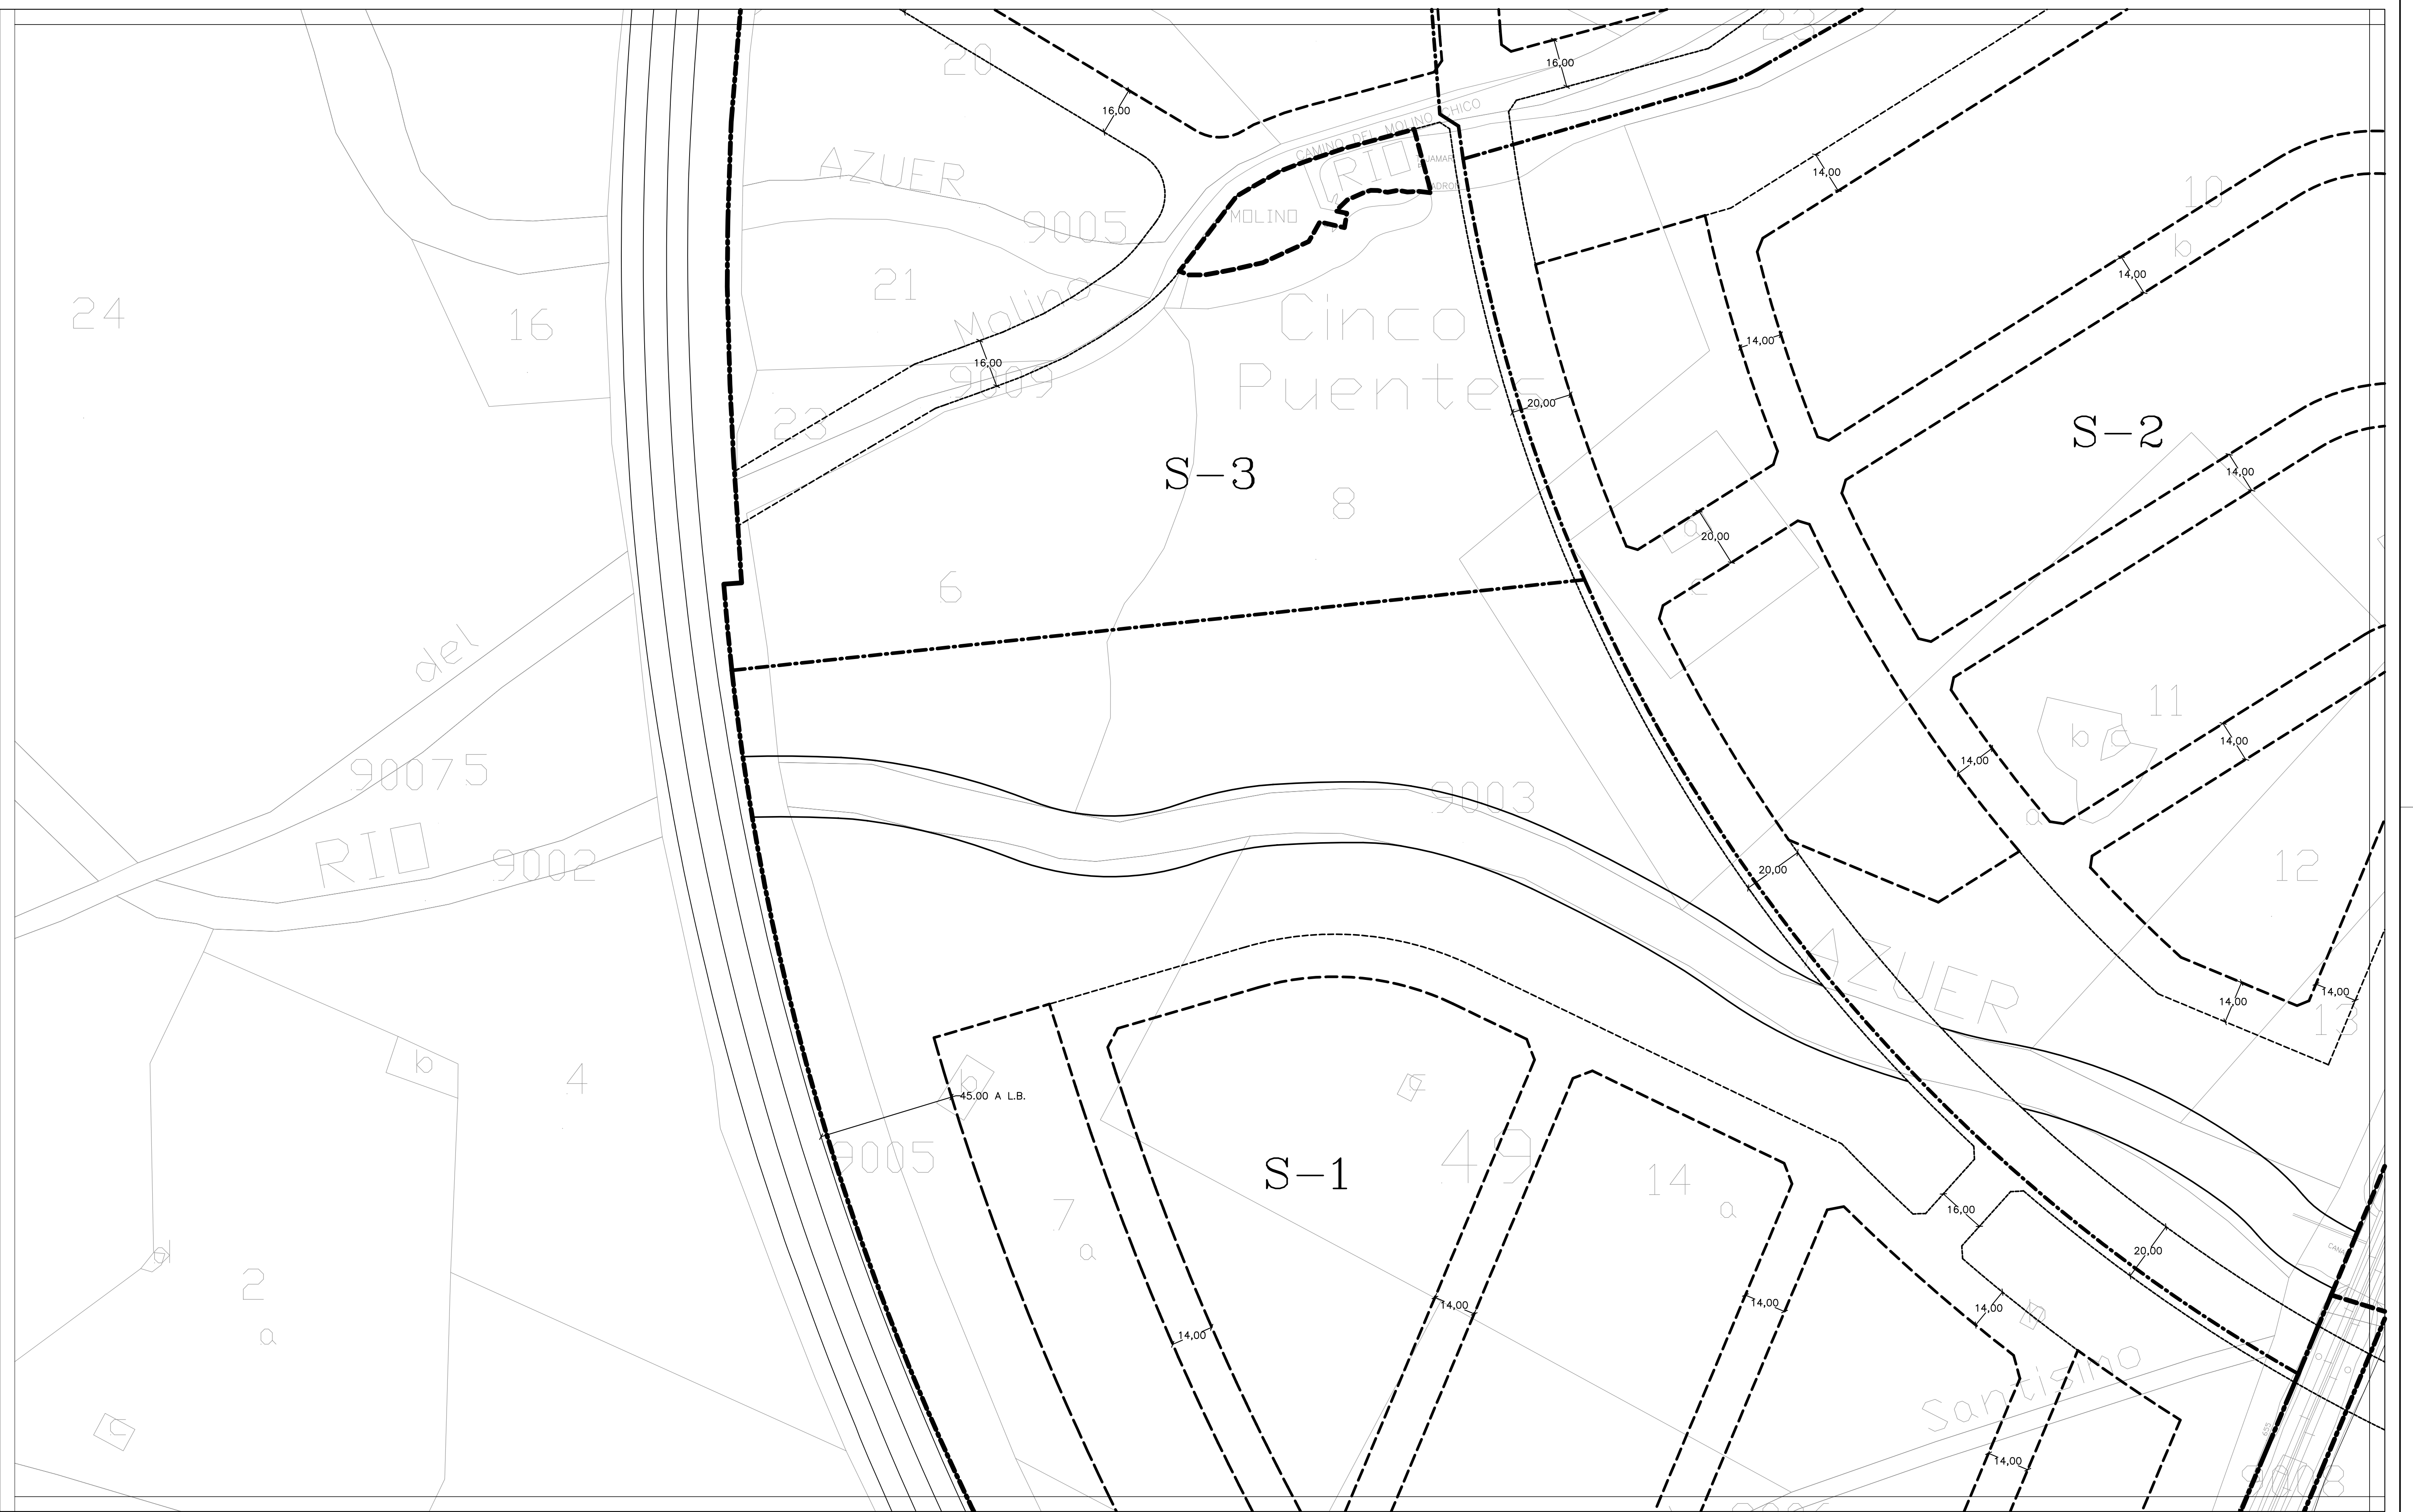 23
20
16,00
16,00
CAMINO DEL MOLINO CHICO
AZUER
RIO
14,00
10
MOLINO
9005
b
21
14,00
Molino
24
16
Cinco
14,00
16,00
9009
Puentes
20,00
23
S-2
S-3
14,00
8
a
20,00
6
c
del
11
b
c
14,00
14,00
90075
9003
a
RIO
9002
12
20,00
AZUER
14,00
14,00
13
b
4
b
c
45.00 A L.B.
9005
49
S-1
14
7
a
a
16,00
20,00
CANAL
d
2
a
14,00
14,00
14,00
b
14,00
Santisimo
c
655
14,00
9008